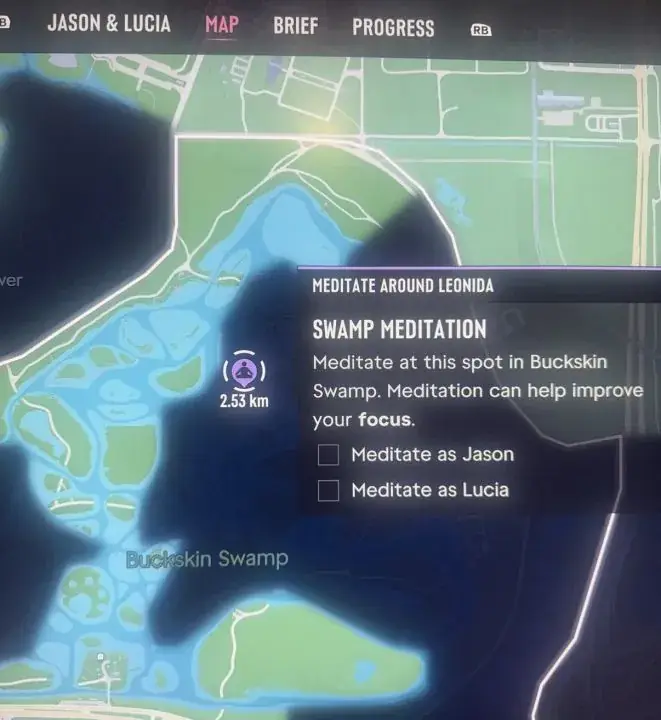 B
JASON & LUCIA
MAP
BRIEF
PROGRESS
RB
ver
MEDITATE AROUND LEONIDA
SWAMP MEDITATION
Meditate at this spot in Buckskin
Swamp. Meditation can help improve
your focus.
Meditate as Jason
Meditate as Lucia
2.53 km
Buckskin Swamp